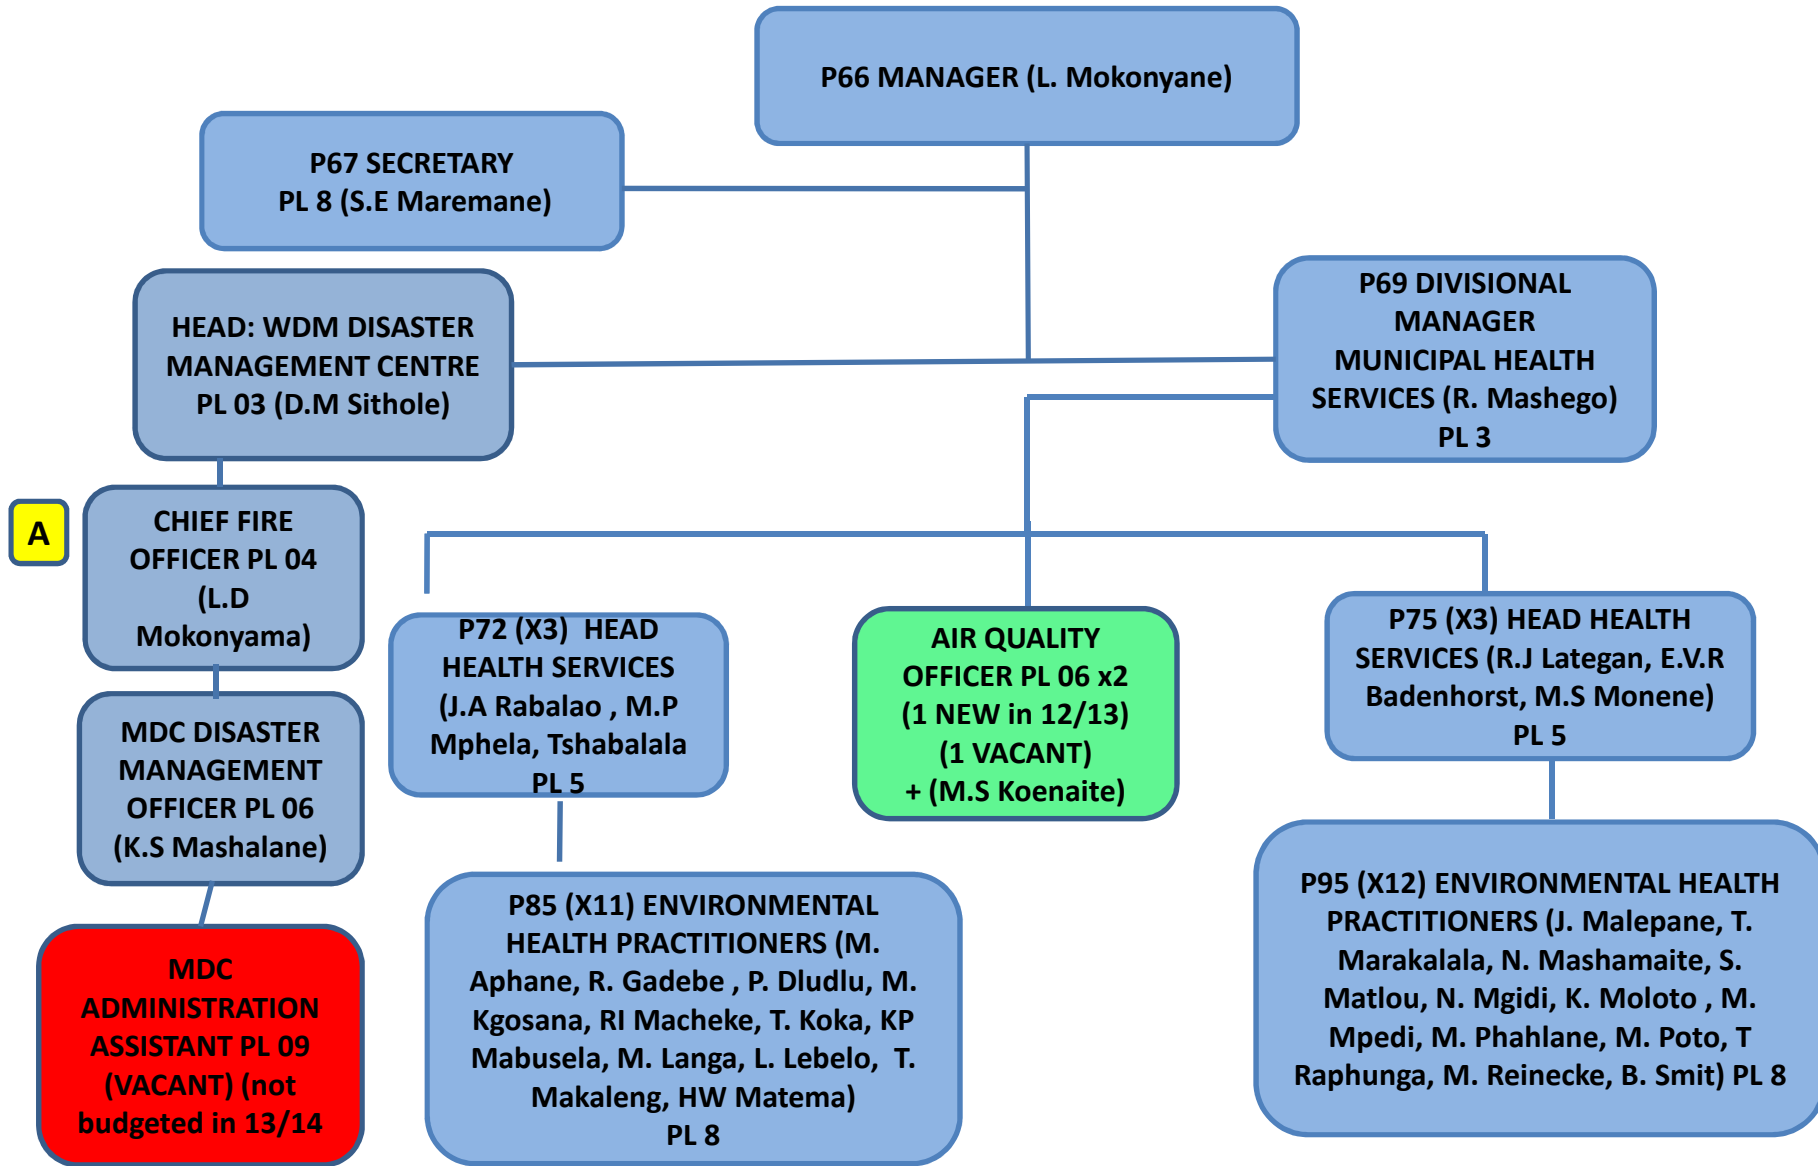 P66 MANAGER (L. Mokonyane)
P67 SECRETARY
PL 8 (S.E Maremane)
HEAD: WDM DISASTER
MANAGEMENT CENTRE
PL 03 (D.M Sithole)
P69 DIVISIONAL
MANAGER
MUNICIPAL HEALTH
SERVICES (R. Mashego)
PL 3
A
CHIEF FIRE
OFFICER PL 04
(L.D
Mokonyama)
P72 (X3)  HEAD
HEALTH SERVICES
(J.A Rabalao , M.P
Mphela, Tshabalala
PL 5
AIR QUALITY
OFFICER PL 06 x2
(1 NEW in 12/13)
(1 VACANT)
+ (M.S Koenaite)
P75 (X3) HEAD HEALTH
SERVICES (R.J Lategan, E.V.R
Badenhorst, M.S Monene)
PL 5
MDC DISASTER
MANAGEMENT
OFFICER PL 06
(K.S Mashalane)
MDC
ADMINISTRATION
ASSISTANT PL 09
(VACANT) (not
budgeted in 13/14
P85 (X11) ENVIRONMENTAL
HEALTH PRACTITIONERS (M.
Aphane, R. Gadebe , P. Dludlu, M.
Kgosana, RI Macheke, T. Koka, KP
Mabusela, M. Langa, L. Lebelo,  T.
Makaleng, HW Matema)
PL 8
P95 (X12) ENVIRONMENTAL HEALTH
PRACTITIONERS (J. Malepane, T.
Marakalala, N. Mashamaite, S.
Matlou, N. Mgidi, K. Moloto , M.
Mpedi, M. Phahlane, M. Poto, T
Raphunga, M. Reinecke, B. Smit) PL 8